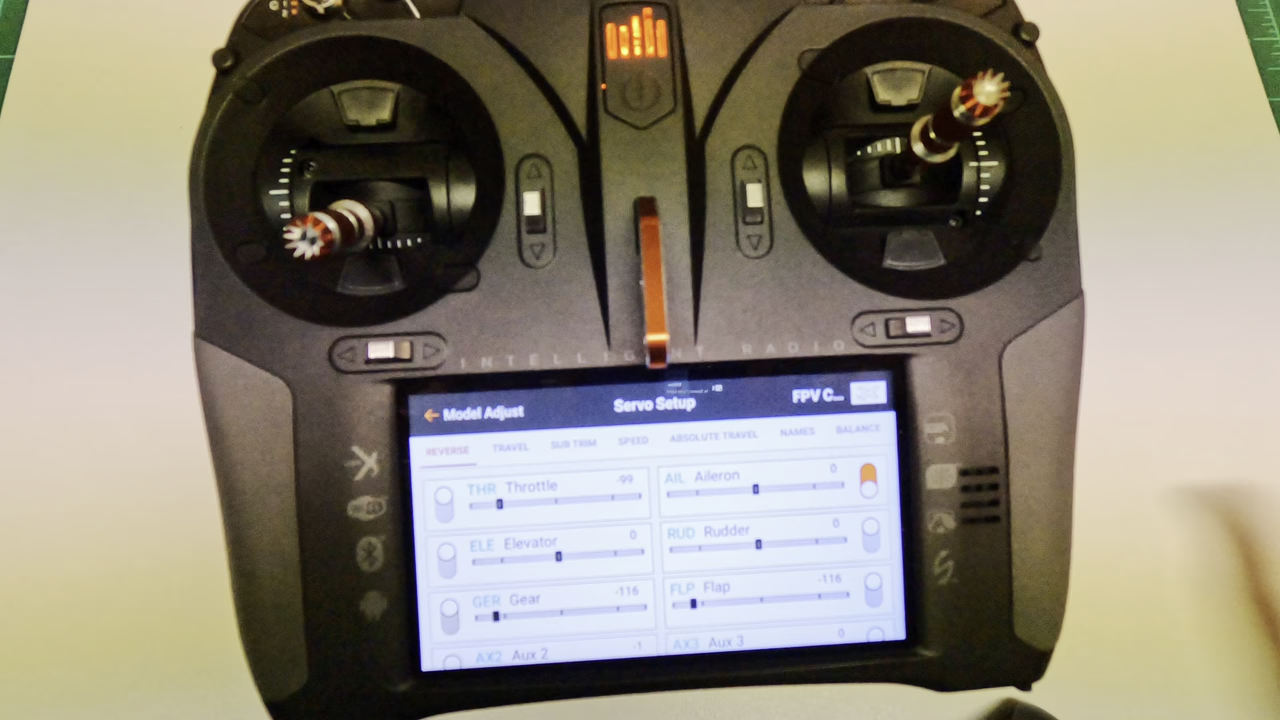 INTELLIGENT RADIO
Model Adjust
Servo Setup
FPV C
REVERSE TRAVEL SUB TRIM SPEED ABSOLUTE TRAVEL NAMES BALANCE
THR Throttle -99
AIL Aileron 0
ELE Elevator 0
RUD Rudder 0
GER Gear -116
FLP Flap -116
AX2 Aux 2 -1
AX3 Aux 3 0